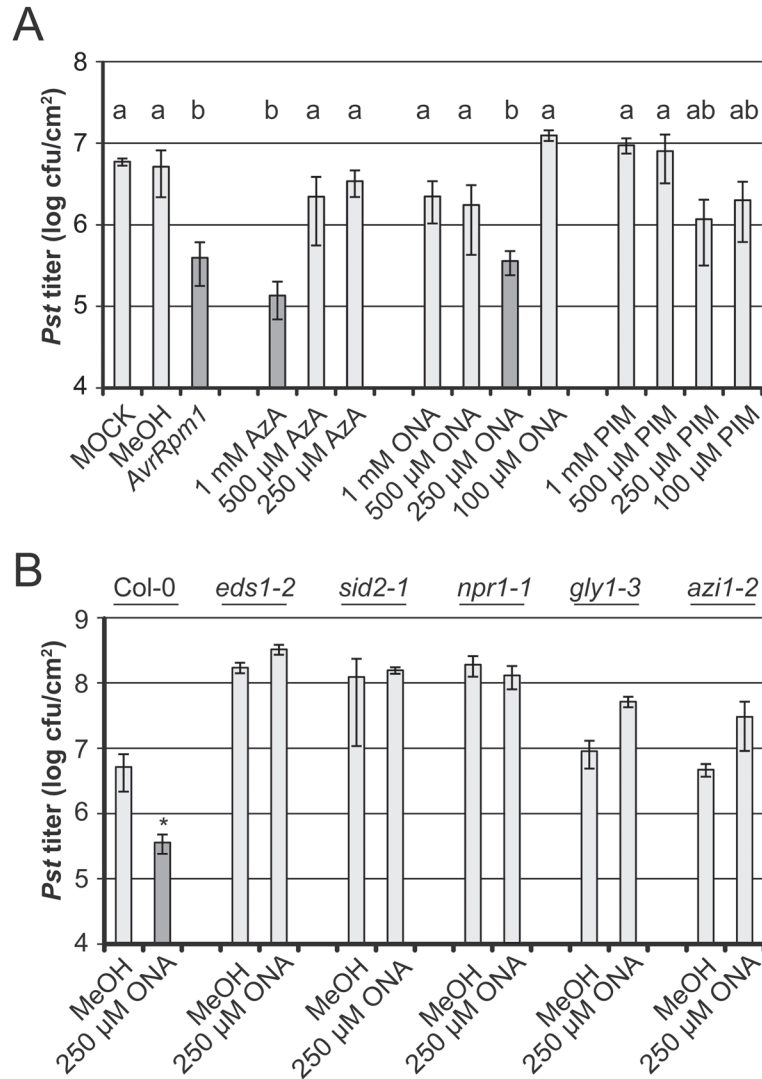 A
Pst titer (log cfu/cm²)
8
7
6
5
4
a a b b a a a a b a a a ab ab
MOCK
MeOH
AvrRpm1
1 mM AzA
500 µM AzA
250 µM AzA
1 mM ONA
500 µM ONA
250 µM ONA
100 µM ONA
1 mM PIM
500 µM PIM
250 µM PIM
100 µM PIM
B
Col-0 eds1-2 sid2-1 npr1-1 gly1-3 azi1-2
Pst titer (log cfu/cm²)
9
8
7
6
5
4
*
MeOH
250 µM ONA
MeOH
250 µM ONA
MeOH
250 µM ONA
MeOH
250 µM ONA
MeOH
250 µM ONA
MeOH
250 µM ONA